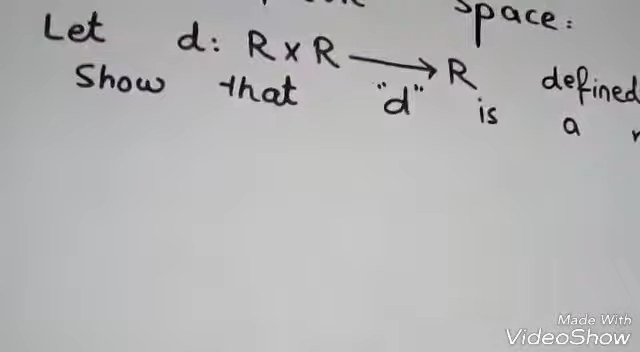 space:
Let d: R × R ⟶ R defined
Show that "d" is a
Made With
VideoShow